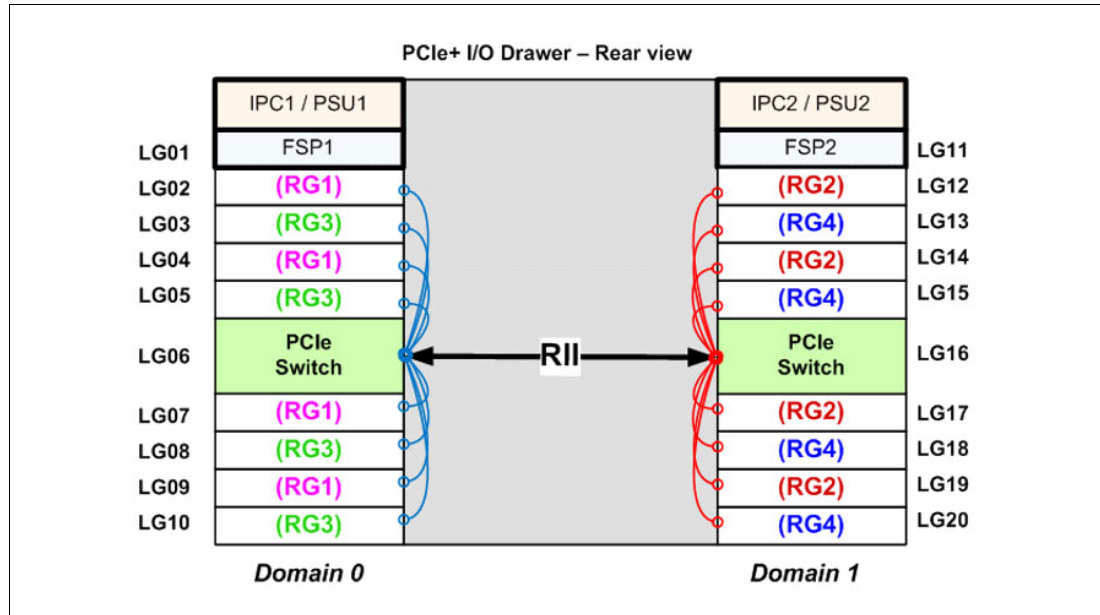 PCIe+ I/O Drawer – Rear view
IPC1 / PSU1 IPC2 / PSU2
LG01 FSP1 FSP2 LG11
LG02 (RG1) (RG2) LG12
LG03 (RG3) (RG4) LG13
LG04 (RG1) (RG2) LG14
LG05 (RG3) (RG4) LG15
LG06 PCIe Switch RII PCIe Switch LG16
LG07 (RG1) (RG2) LG17
LG08 (RG3) (RG4) LG18
LG09 (RG1) (RG2) LG19
LG10 (RG3) (RG4) LG20
Domain 0 Domain 1